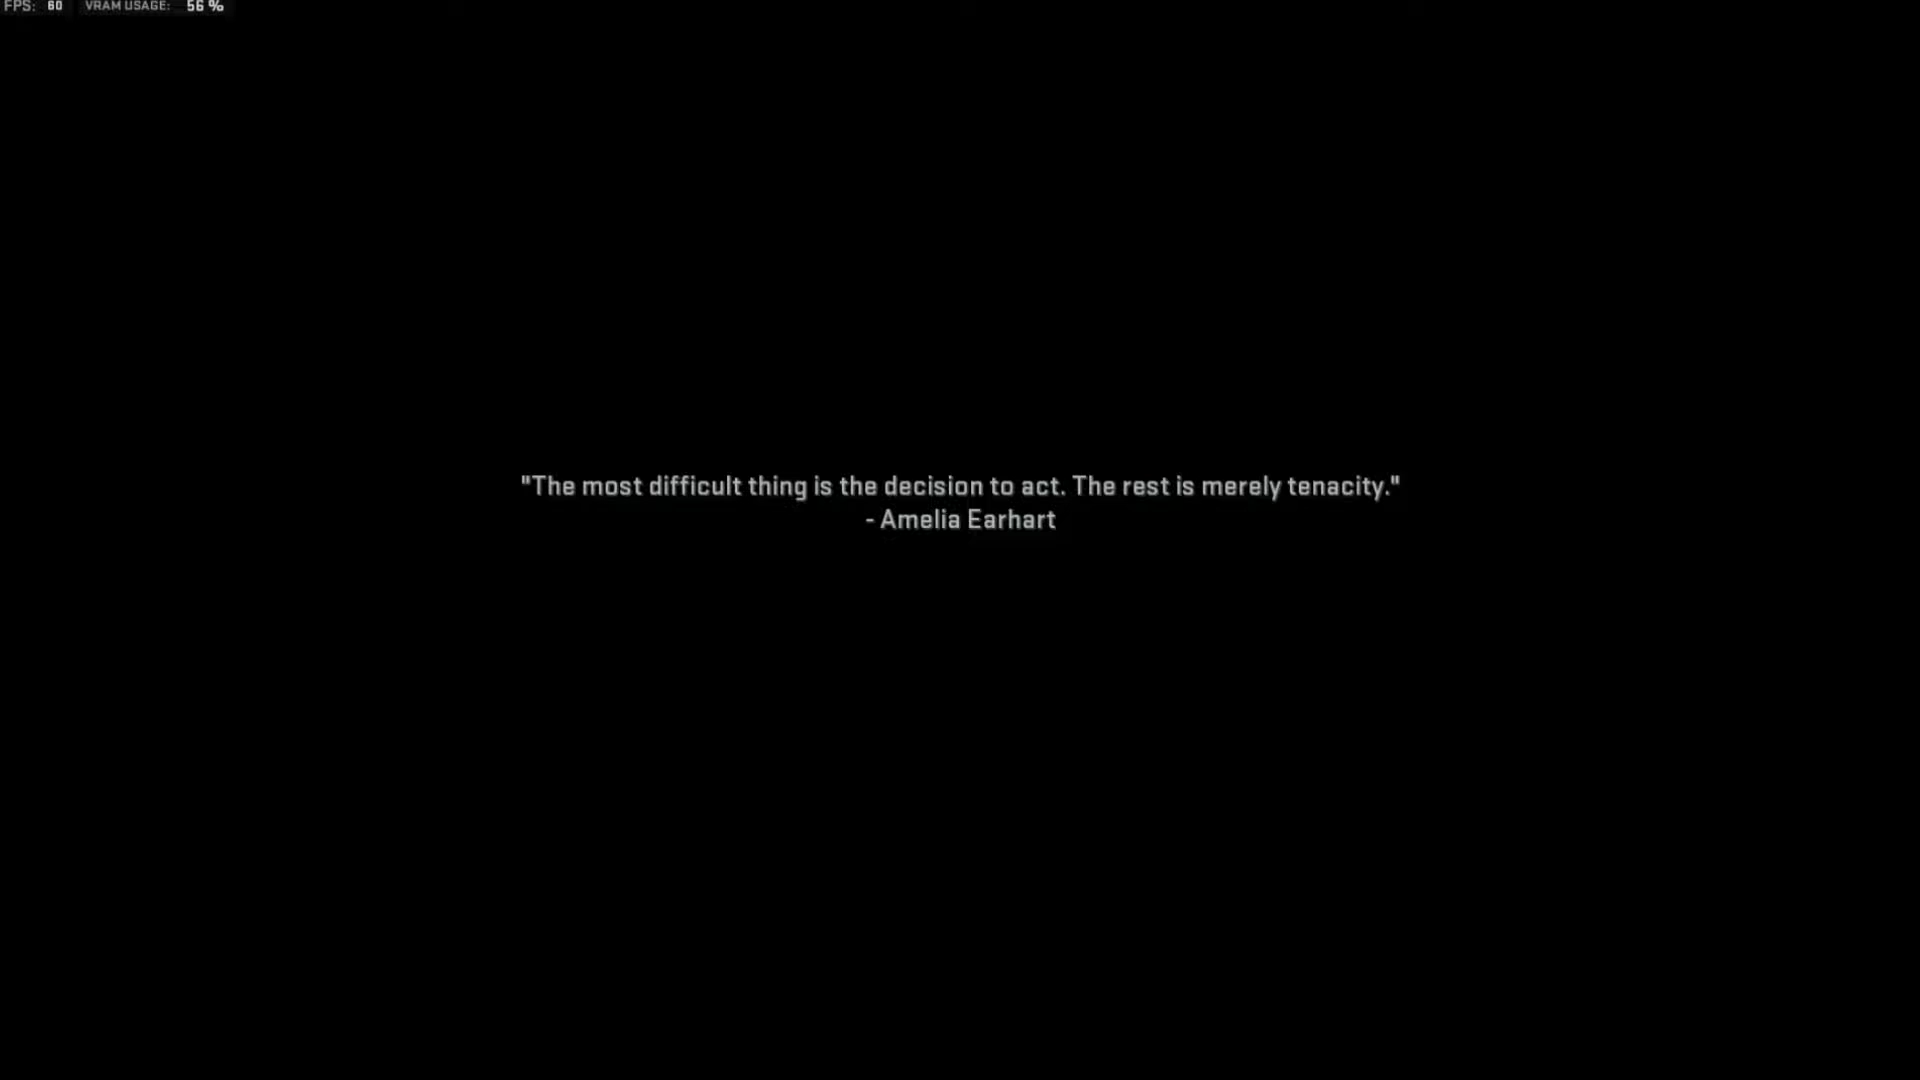 FPS: 60 VRAM USAGE: 56 %
"The most difficult thing is the decision to act. The rest is merely tenacity."
- Amelia Earhart